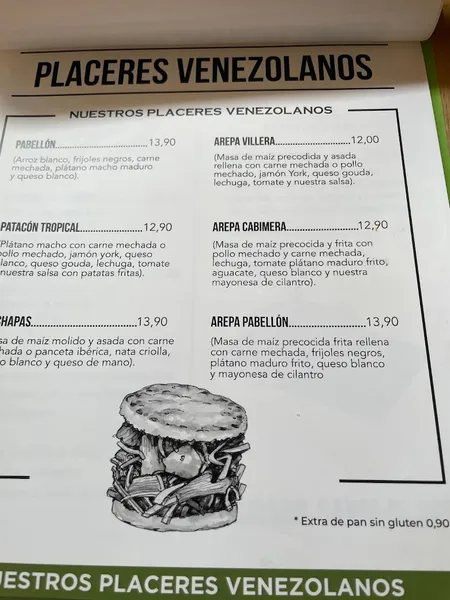 PLACERES VENEZOLANOS
NUESTROS PLACERES VENEZOLANOS
PABELLÓN..............................13,90
(Arroz blanco, frijoles negros, carne
mechada, plátano macho maduro
y queso blanco).
PATACÓN TROPICAL....................12,90
(Plátano macho con carne mechada o
pollo mechado, jamón york, queso
blanco, queso gouda, lechuga, tomate
nuestra salsa con patatas fritas).
CHAPAS.................................13,90
sa de maíz molido y asada con carne
hada o panceta ibérica, nata criolla,
o blanco y queso de mano).
AREPA VILLERA.........................12,00
(Masa de maíz precodida y asada
rellena con carne mechada o pollo
mechado, jamón York, queso gouda,
lechuga, tomate y nuestra salsa).
AREPA CABIMERA........................12,90
(Masa de maíz precocida y frita con
pollo mechado y carne mechada,
lechuga, tomate plátano maduro frito,
aguacate, queso blanco y nuestra
mayonesa de cilantro).
AREPA PABELLÓN.........................13,90
(Masa de maíz precocida frita rellena
con carne mechada, frijoles negros,
plátano maduro frito, queso blanco
y mayonesa de cilantro
* Extra de pan sin gluten 0,90
UESTROS PLACERES VENEZOLANOS